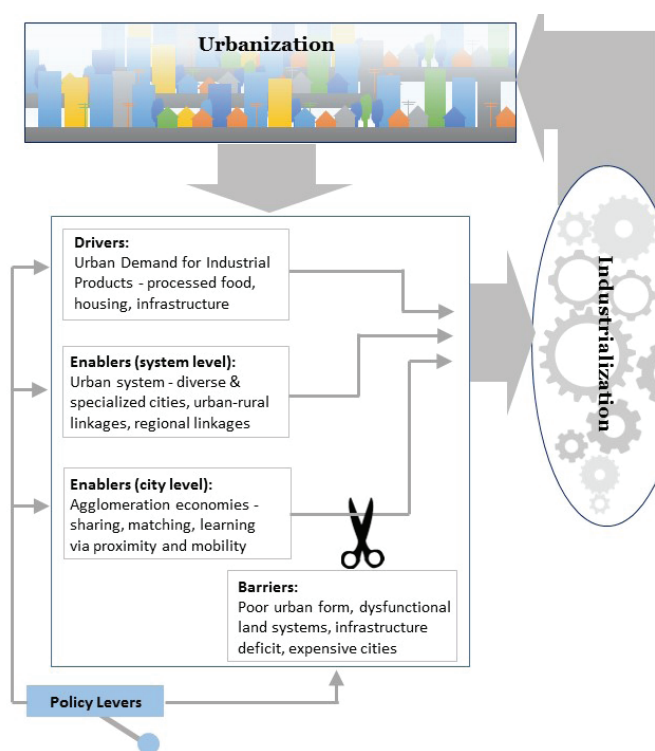 Urbanization
Drivers:
Urban Demand for Industrial
Products - processed food,
housing, infrastructure
Enablers (system level):
Urban system - diverse &
specialized cities, urban-rural
linkages, regional linkages
Enablers (city level):
Agglomeration economies -
sharing, matching, learning
via proximity and mobility
Barriers:
Poor urban form, dysfunctional
land systems, infrastructure
deficit, expensive cities
Policy Levers
Industrialization